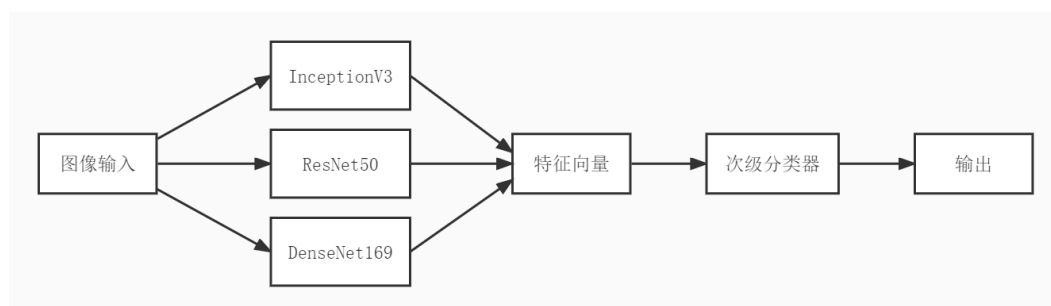 图像输入
InceptionV3
ResNet50
DenseNet169
特征向量
次级分类器
输出